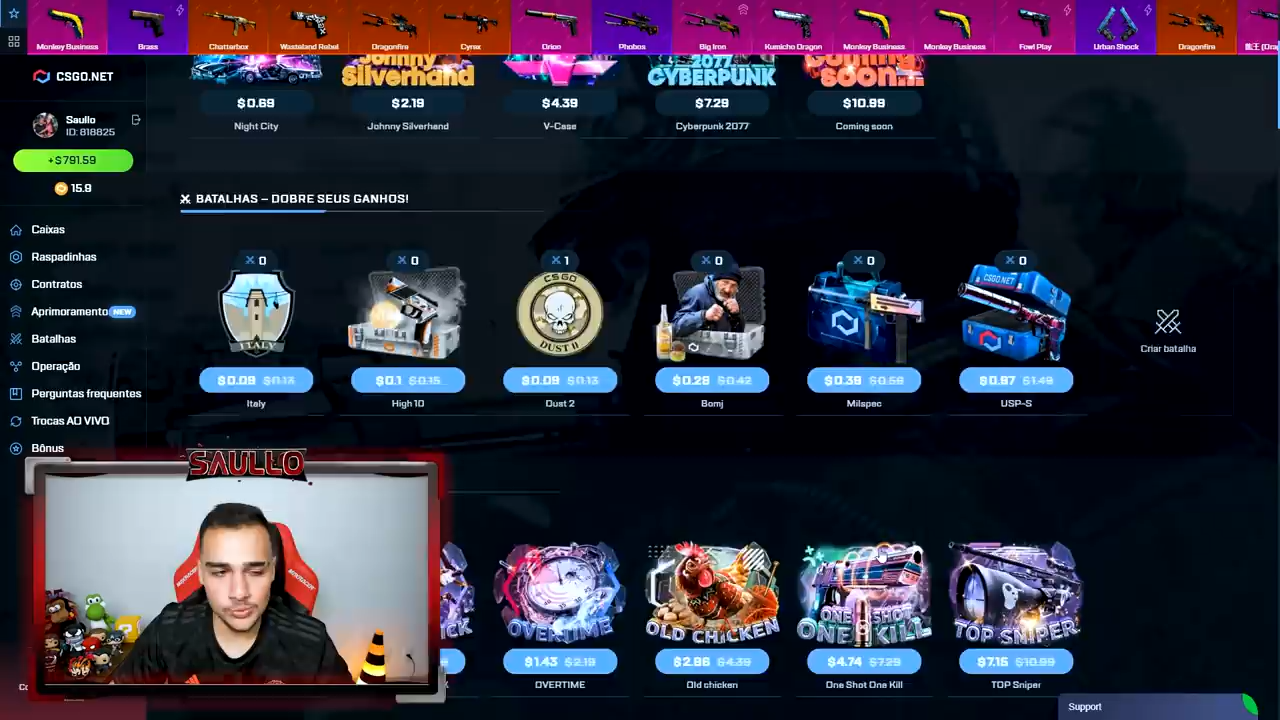 Monkey Business
Brass
Chatterbox
Wasteland Rebel
Dragonfire
Cyrex
Orion
Phobos
Big Iron
Kumicho Dragon
Monkey Business
Monkey Business
Fowl Play
Urban Shock
Dragonfire
CSGO.NET
Saullo
ID: 818825
+$791.59
15.9
Caixas
Raspadinhas
Contratos
Aprimoramento NEW
Batalhas
Operação
Perguntas frequentes
Trocas AO VIVO
Bônus
Johnny
Silverhand
2077
CYBERPUNK
Coming
soon...
$0.69
$2.19
$4.39
$7.29
$10.99
Night City
Johnny Silverhand
V-Case
Cyberpunk 2077
Coming soon
BATALHAS – DOBRE SEUS GANHOS!
0
0
1
0
0
0
ITALY
CSGO
DUST II
CSGO.NET
$0.09 $0.13
$0.1 $0.15
$0.09 $0.13
$0.28 $0.42
$0.39 $0.58
$0.97 $1.49
Italy
High 10
Dust 2
Bomj
Milspec
USP-S
Criar batalha
SAULLO
OVERTIME
OLD CHICKEN
ONE SHOT
ONE KILL
TOP SNIPER
$1.43 $2.19
$2.86 $4.39
$4.74 $7.29
$7.15 $10.99
OVERTIME
Old chicken
One Shot One Kill
TOP Sniper
Support